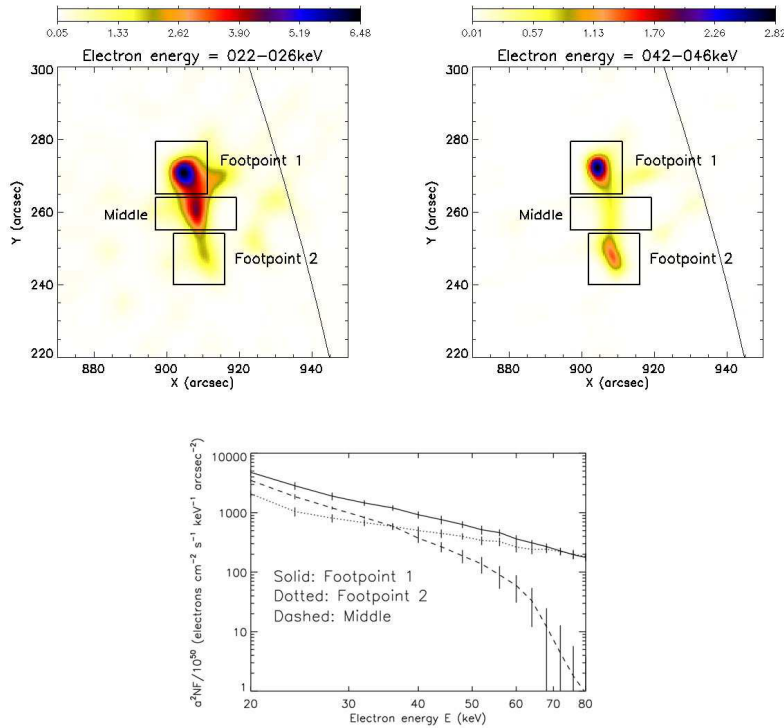 0.05 1.33 2.62 3.90 5.19 6.48
0.01 0.57 1.13 1.70 2.26 2.82
Electron energy = 022-026keV
Electron energy = 042-046keV
300
280
260
240
220
Y (arcsec)
Footpoint 1
Middle
Footpoint 2
880 900 920 940
X (arcsec)
300
280
260
240
220
Y (arcsec)
Footpoint 1
Middle
Footpoint 2
880 900 920 940
X (arcsec)
a²NF/10⁵⁰ (electrons cm⁻² s⁻¹ keV⁻¹ arcsec⁻²)
10000
1000
100
10
1
Solid: Footpoint 1
Dotted: Footpoint 2
Dashed: Middle
20 30 40 50 60 70 80
Electron energy E (keV)